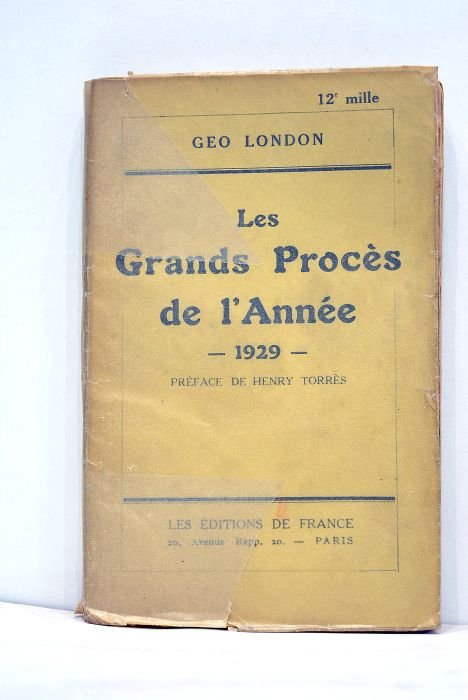 12e mille
GEO LONDON
Les
Grands Procès
de l'Année
— 1929 —
PRÉFACE DE HENRY TORRÈS
LES ÉDITIONS DE FRANCE
20, Avenue Rapp, 20. — PARIS